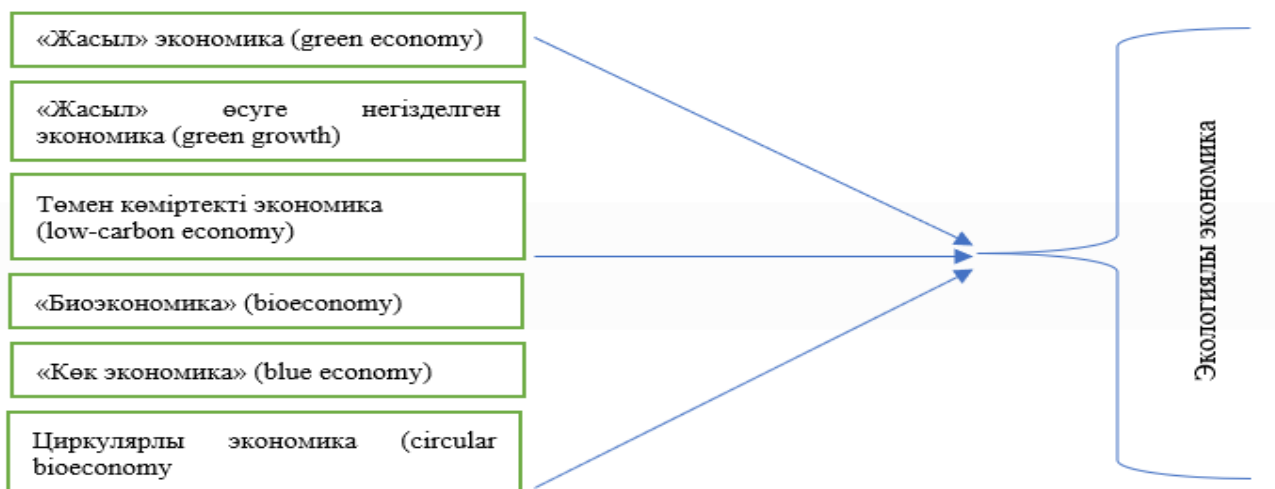 «Жасыл» экономика (green economy)
«Жасыл» өсуге негізделген
экономика (green growth)
Төмен көміртекті экономика
(low-carbon economy)
«Биоэкономика» (bioeconomy)
«Көк экономика» (blue economy)
Циркулярлы экономика (circular
bioeconomy
Экологиялы экономика